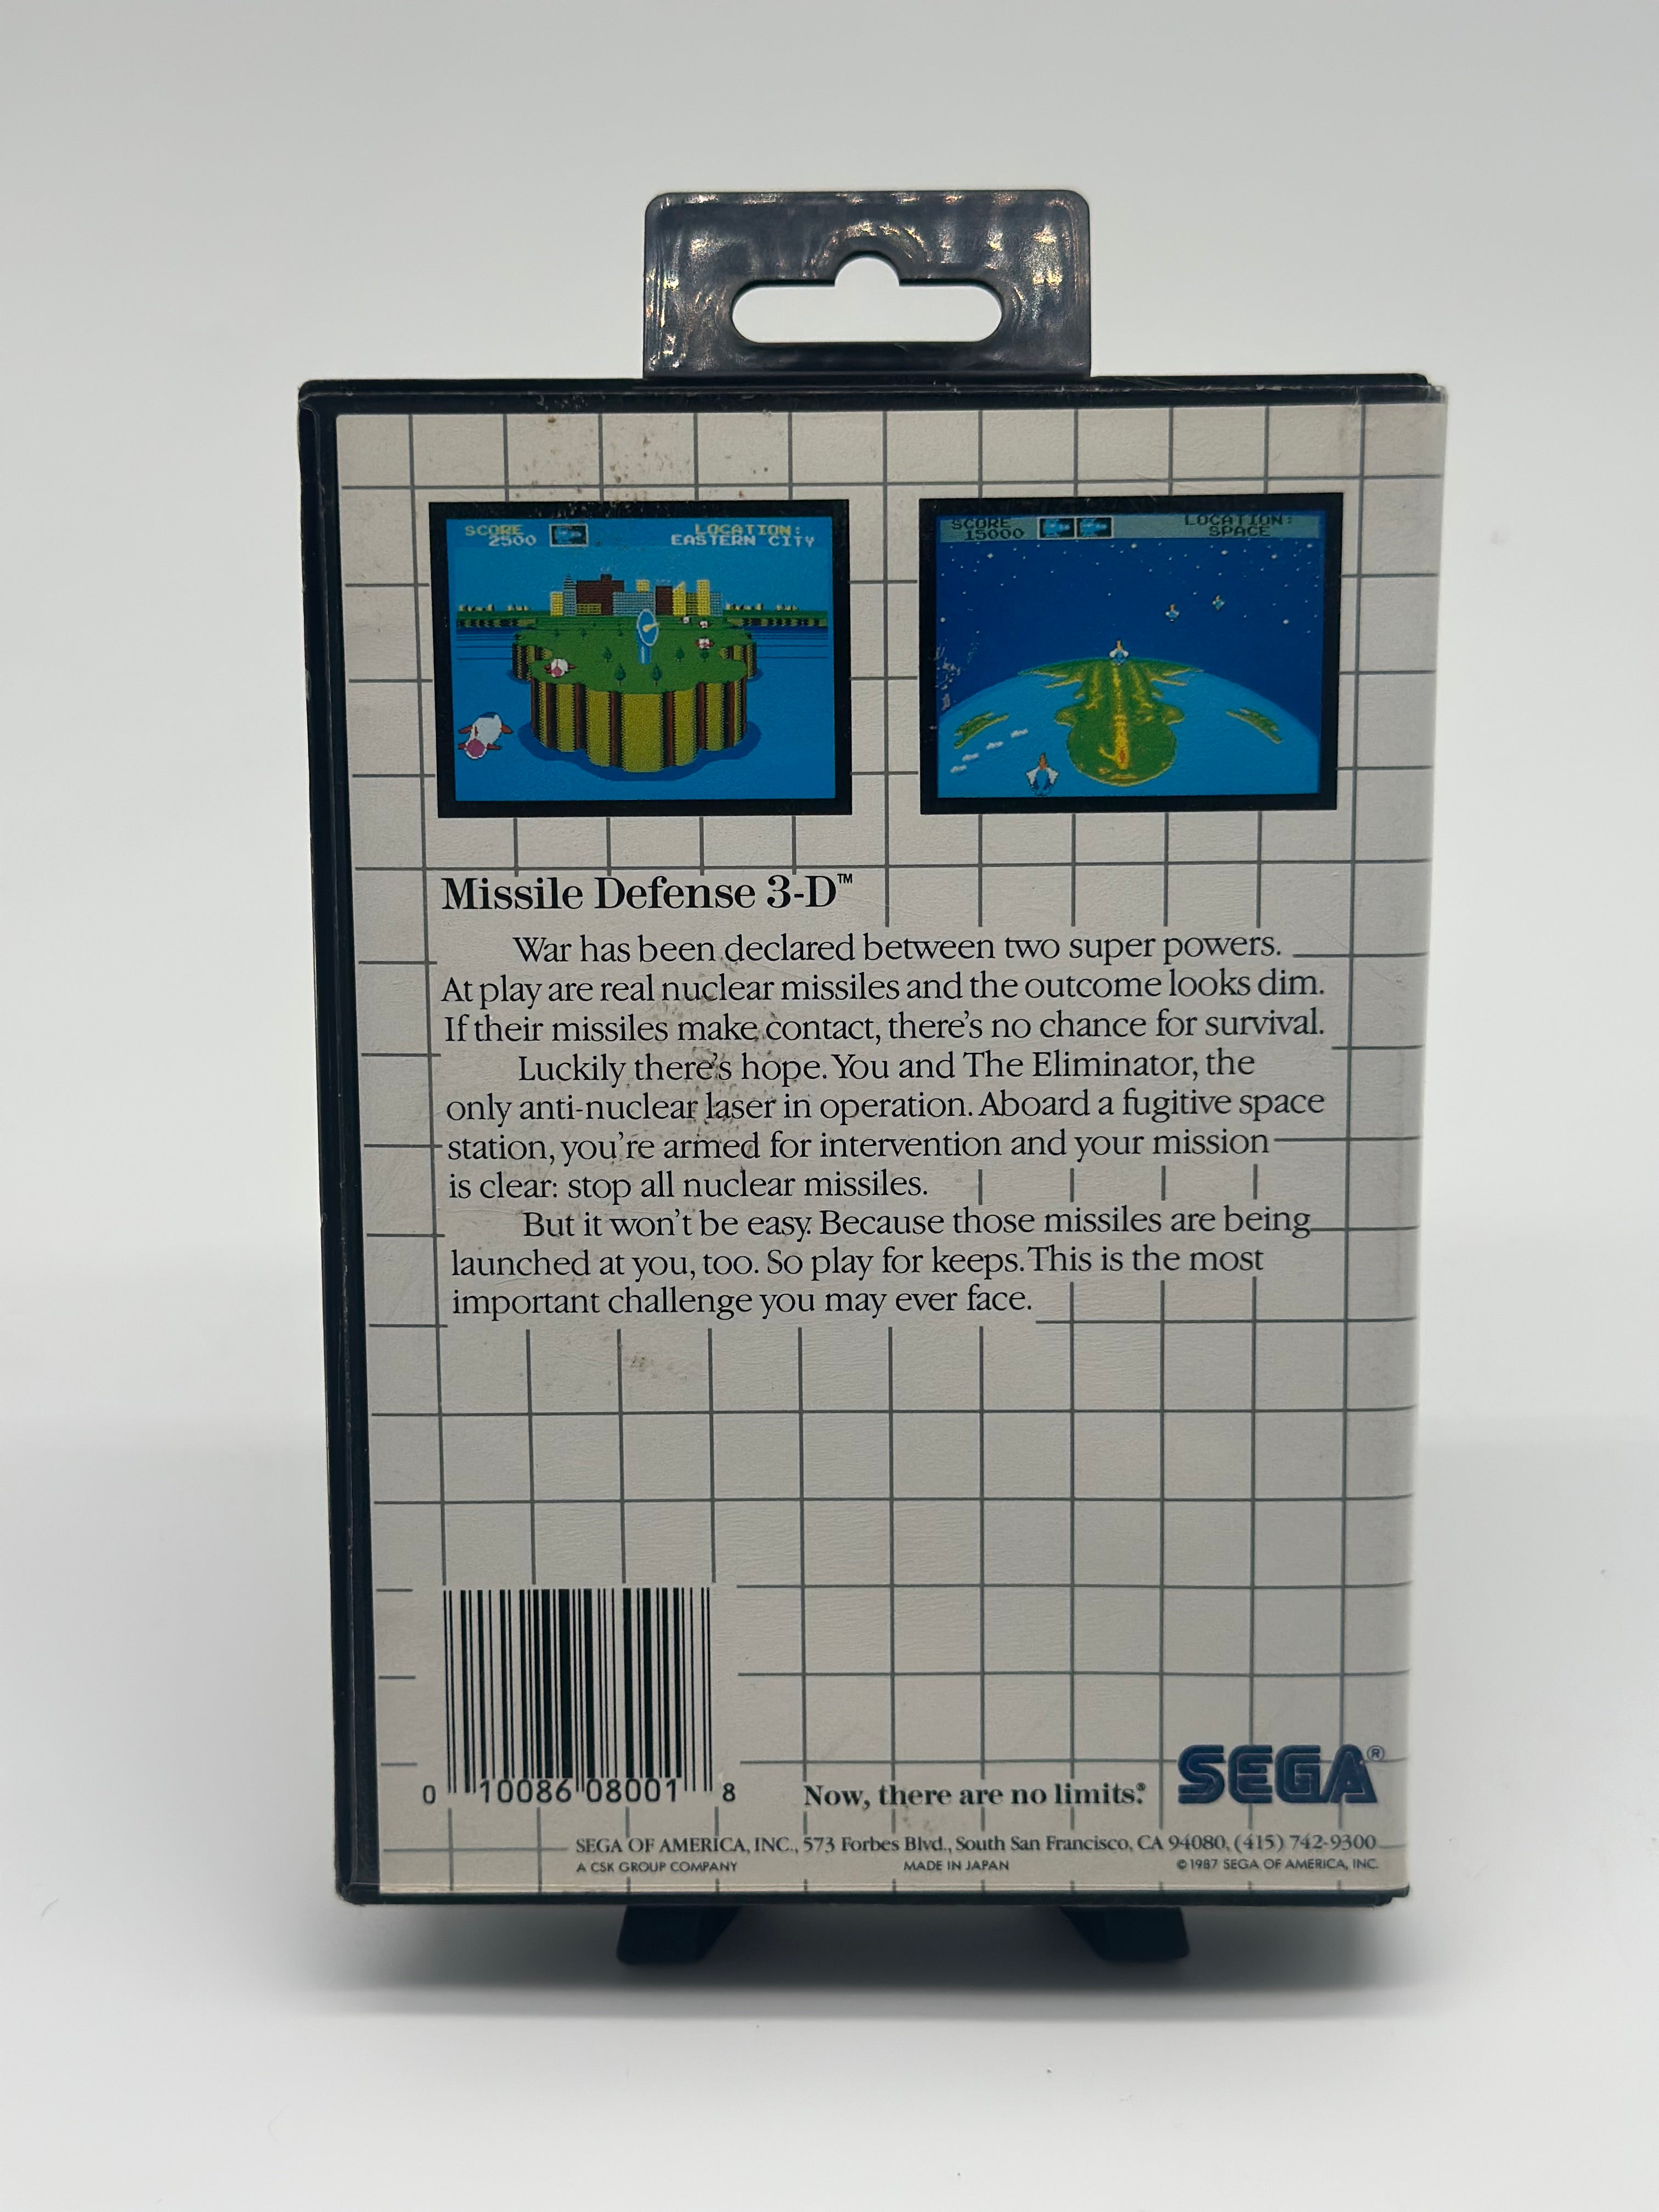 SCORE
2500
LOCATION:
EASTERN CITY
SCORE
15000
LOCATION:
SPACE
Missile Defense 3-D™
War has been declared between two super powers.
At play are real nuclear missiles and the outcome looks dim.
If their missiles make contact, there's no chance for survival.
Luckily there's hope. You and The Eliminator, the
only anti-nuclear laser in operation. Aboard a fugitive space
station, you're armed for intervention and your mission
is clear: stop all nuclear missiles.
But it won't be easy. Because those missiles are being
launched at you, too. So play for keeps. This is the most
important challenge you may ever face.
0 10086 08001 8
Now, there are no limits.®
SEGA®
SEGA OF AMERICA, INC., 573 Forbes Blvd., South San Francisco, CA 94080, (415) 742-9300
A CSK GROUP COMPANY MADE IN JAPAN © 1987 SEGA OF AMERICA, INC.